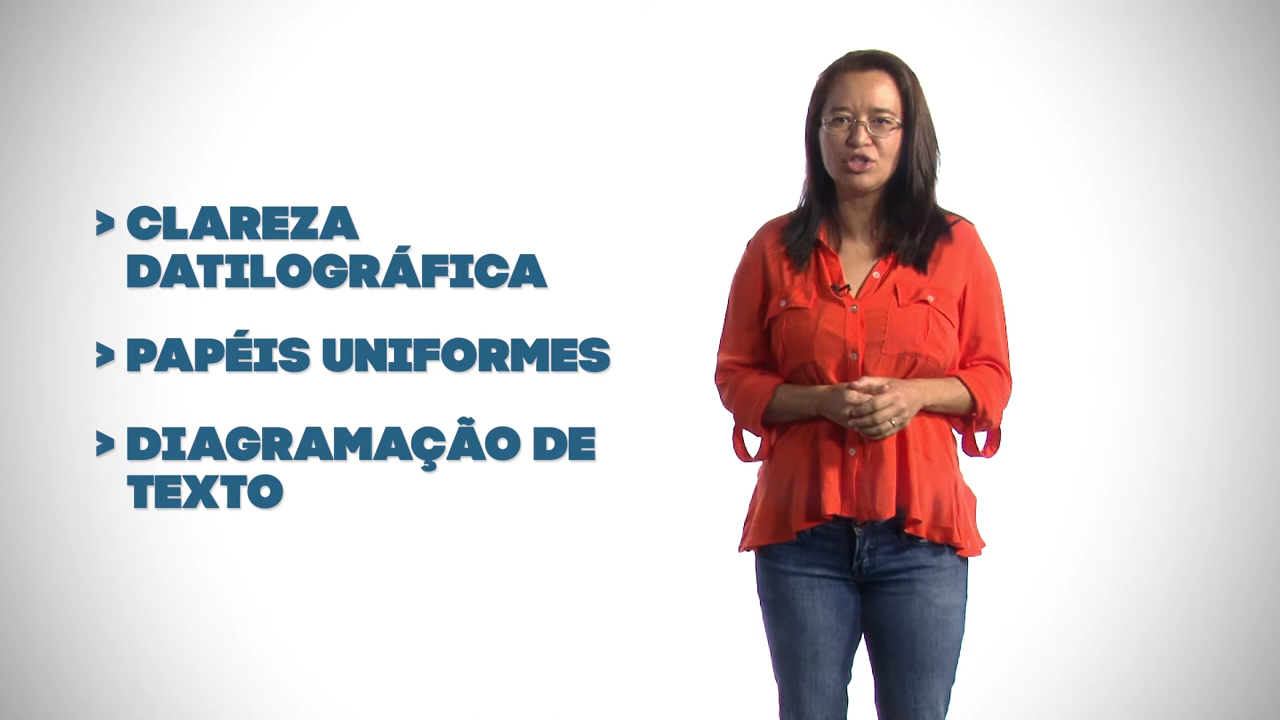 > CLAREZA
DATILOGRÁFICA
> PAPÉIS UNIFORMES
> DIAGRAMAÇÃO DE
TEXTO